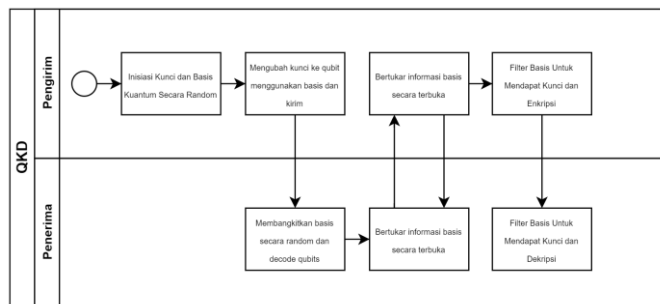 QKD
Pengirim
Inisiasi Kunci dan Basis
Kuantum Secara Random
Mengubah kunci ke qubit
menggunakan basis dan
kirim
Bertukar informasi basis
secara terbuka
Filter Basis Untuk
Mendapat Kunci dan
Enkripsi
Penerima
Membangkitkan basis
secara random dan
decode qubits
Bertukar informasi basis
secara terbuka
Filter Basis Untuk
Mendapat Kunci dan
Dekripsi